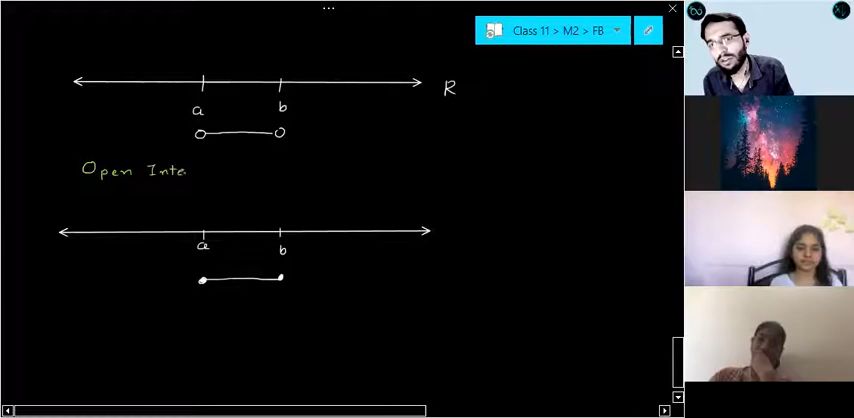 Class 11 > M2 > FB
R
a b
Open Inte
a b